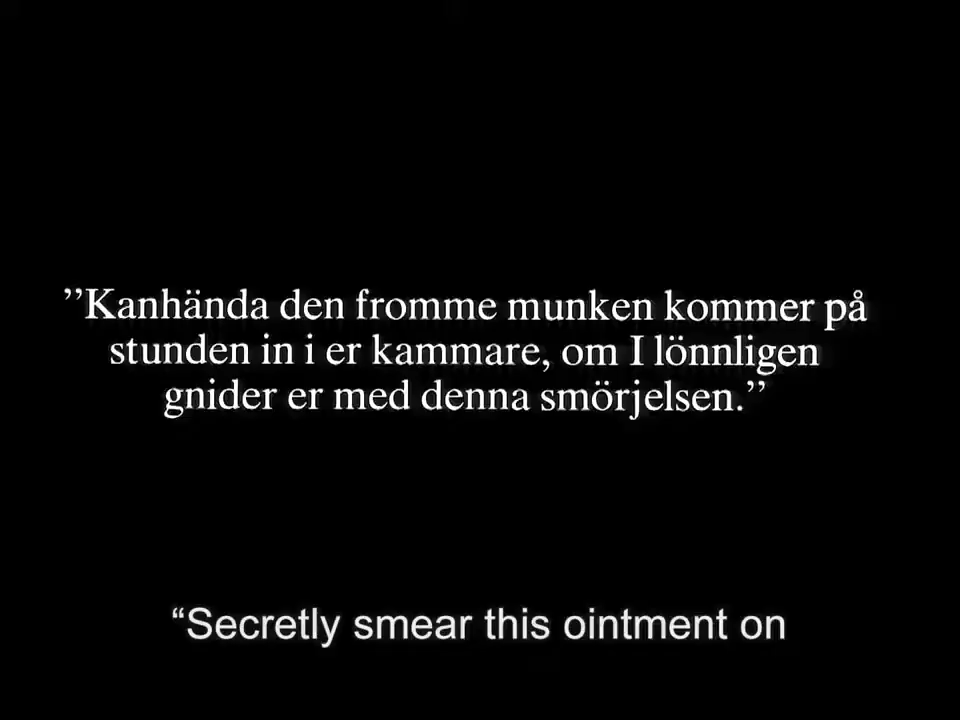 ”Kanhända den fromme munken kommer på
stunden in i er kammare, om I lönnligen
gnider er med denna smörjelsen.”
“Secretly smear this ointment on